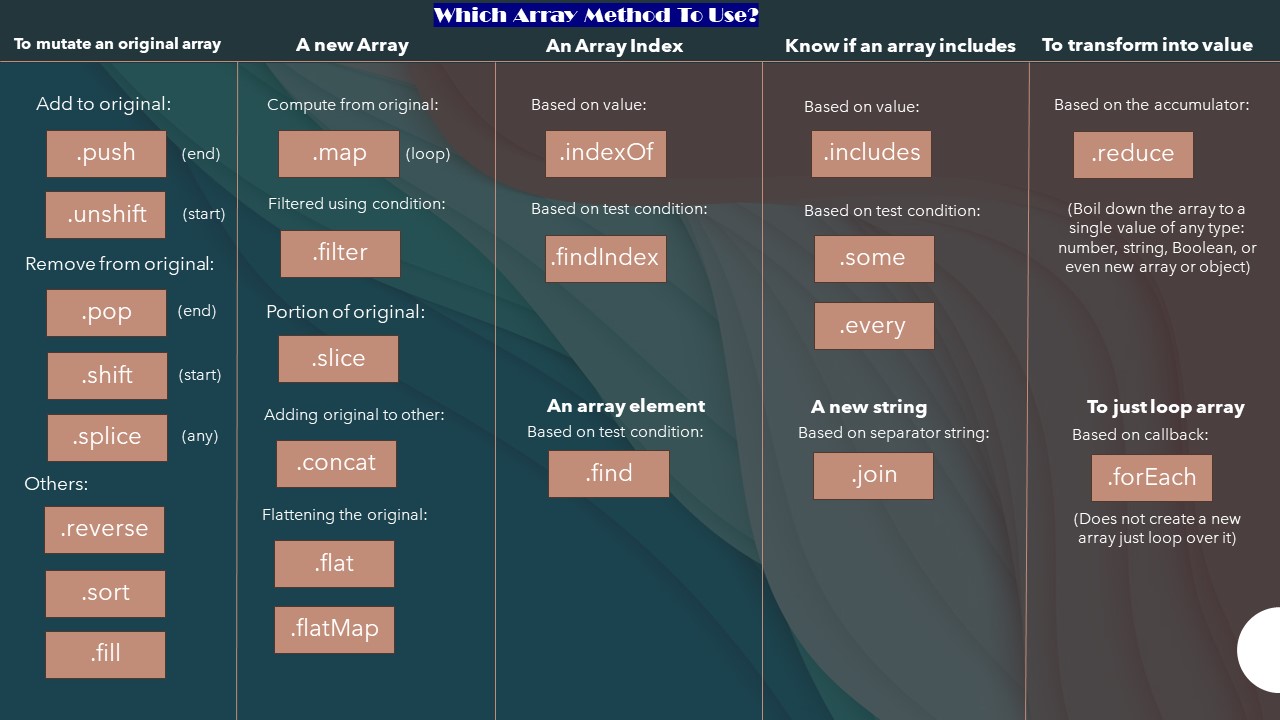 Which Array Method To Use?
To mutate an original array
Add to original:
.push (end)
.unshift (start)
Remove from original:
.pop (end)
.shift (start)
.splice (any)
Others:
.reverse
.sort
.fill
A new Array
Compute from original:
.map (loop)
Filtered using condition:
.filter
Portion of original:
.slice
Adding original to other:
.concat
Flattening the original:
.flat
.flatMap
An Array Index
Based on value:
.indexOf
Based on test condition:
.findIndex
An array element
Based on test condition:
.find
Know if an array includes
Based on value:
.includes
Based on test condition:
.some
.every
A new string
Based on separator string:
.join
To transform into value
Based on the accumulator:
.reduce
(Boil down the array to a
single value of any type:
number, string, Boolean, or
even new array or object)
To just loop array
Based on callback:
.forEach
(Does not create a new
array just loop over it)